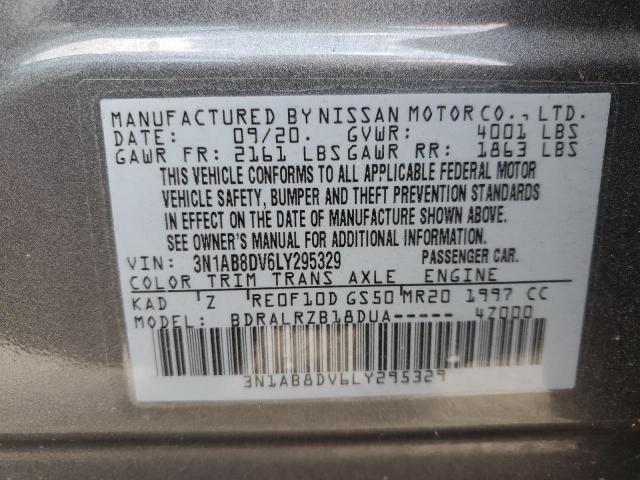 MANUFACTURED BY NISSAN MOTOR CO., LTD.
DATE: 09/20. GVWR: 4001 LBS
GAWR FR: 2161 LBS GAWR RR: 1863 LBS
THIS VEHICLE CONFORMS TO ALL APPLICABLE FEDERAL MOTOR
VEHICLE SAFETY, BUMPER AND THEFT PREVENTION STANDARDS
IN EFFECT ON THE DATE OF MANUFACTURE SHOWN ABOVE.
SEE OWNER'S MANUAL FOR ADDITIONAL INFORMATION.
VIN: 3N1AB8DV6LY295329 PASSENGER CAR.
COLOR TRIM TRANS AXLE ENGINE
KAD Z RE0F10D GS50 MR20 1997 CC
MODEL: BDRALRZB18DUA----- 4Z000
3N1AB8DV6LY295329